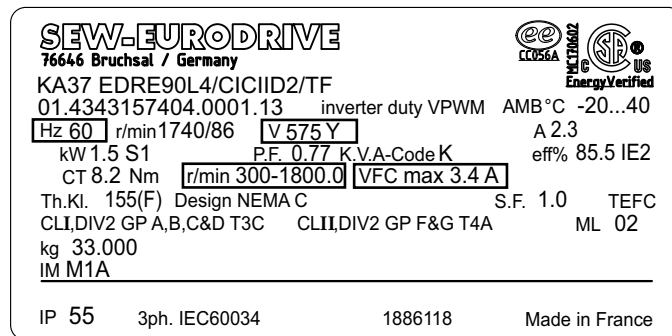 SEW-EURODRIVE
76646 Bruchsal / Germany
ee
CC056A
MC170602
C US
EnergyVerified
KA37 EDRE90L4/CICIID2/TF
01.4343157404.0001.13 inverter duty VPWM AMB°C -20...40
Hz 60 r/min1740/86 V 575 Y A 2.3
kW 1.5 S1 P.F. 0.77 K.V.A-Code K eff% 85.5 IE2
CT 8.2 Nm r/min 300-1800.0 VFC max 3.4 A
Th.Kl. 155(F) Design NEMA C S.F. 1.0 TEFC
CLI,DIV2 GP A,B,C&D T3C CLII,DIV2 GP F&G T4A ML 02
kg 33.000
IM M1A
IP 55 3ph. IEC60034 1886118 Made in France